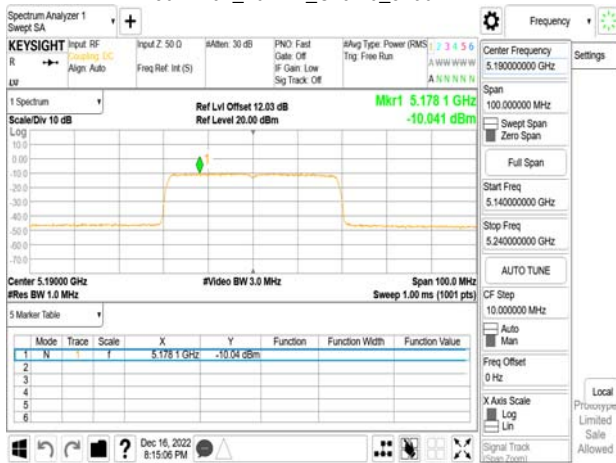 Spectrum Analyzer 1
Swept SA
Frequency
KEYSIGHT
R
LXI
Input: RF
Coupling: DC
Align: Auto
Input Z: 50 Ω
Freq Ref: Int (S)
#Atten: 30 dB
PNO: Fast
Gate: Off
IF Gain: Low
Sig Track: Off
#Avg Type: Power (RMS
Trig: Free Run
1 2 3 4 5 6
A W W W W W
A N N N N N
1 Spectrum
Scale/Div 10 dB
Ref Lvl Offset 12.03 dB
Ref Level 20.00 dBm
Mkr1 5.178 1 GHz
-10.041 dBm
Log
10.0
0.00
-10.0
-20.0
-30.0
-40.0
-50.0
-60.0
-70.0
1
Center 5.19000 GHz
#Res BW 1.0 MHz
#Video BW 3.0 MHz
Span 100.0 MHz
Sweep 1.00 ms (1001 pts)
5 Marker Table
Mode Trace Scale X Y Function Function Width Function Value
1 N 1 f 5.178 1 GHz -10.04 dBm
2
3
4
5
6
Dec 16, 2022
8:15:06 PM
Center Frequency
5.190000000 GHz
Span
100.000000 MHz
Swept Span
Zero Span
Full Span
Start Freq
5.140000000 GHz
Stop Freq
5.240000000 GHz
AUTO TUNE
CF Step
10.000000 MHz
Auto
Man
Freq Offset
0 Hz
X Axis Scale
Log
Lin
Signal Track
(Span Zoom)
Settings
Local
Prototype
Limited
Sale
Allowed